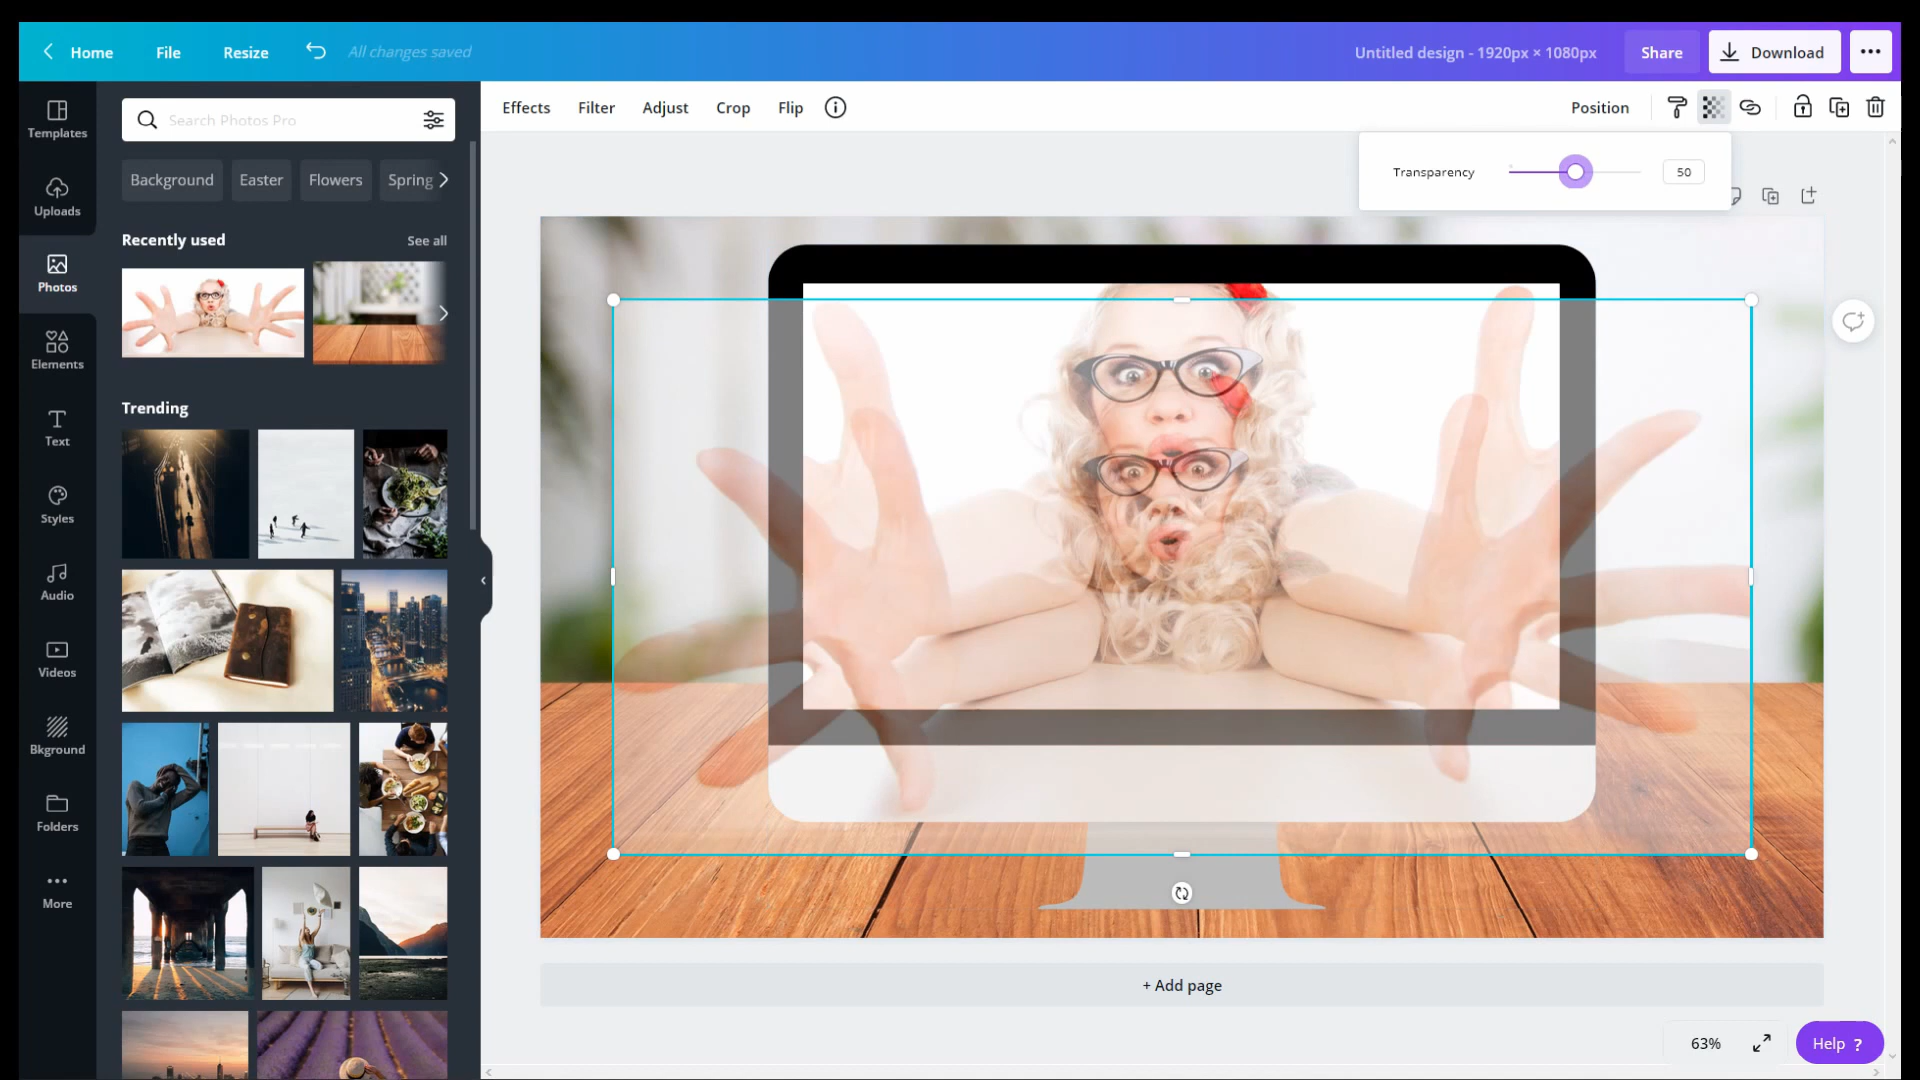 Home File Resize All changes saved Untitled design - 1920px × 1080px Share Download
Effects Filter Adjust Crop Flip Position
Search Photos Pro
Transparency 50
Background Easter Flowers Spring
Recently used See all
Trending
Templates
Uploads
Photos
Elements
Text
Styles
Audio
Videos
Bkground
Folders
More
+ Add page
63% Help ?